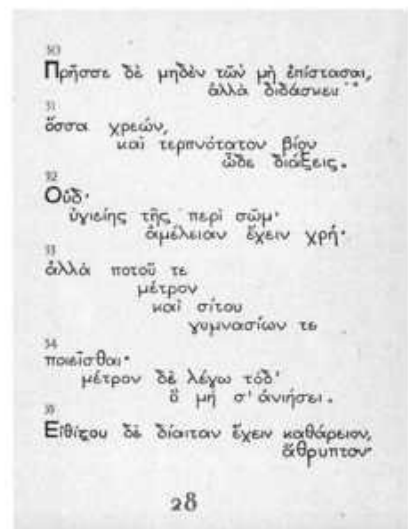 30
Πρῆσσε δὲ μηδὲν τῶν μὴ ἐπίστασαι,
ἀλλὰ διδάσκευ
31
ὅσσα χρεών,
καὶ τερπνότατον βίον
ὧδε διάξεις.
32
Οὐδ'
ὑγιείης τῆς περὶ σῶμ'
ἀμέλειαν ἔχειν χρή·
33
ἀλλὰ ποτοῦ τε
μέτρον
καὶ σίτου
γυμνασίων τε
34
ποιεῖσθαι·
μέτρον δὲ λέγω τόδ'
ὃ μή σ' ἀνιήσει.
35
Εἰθίζου δὲ δίαιταν ἔχειν καθάρειον,
ἄθρυπτον·
28